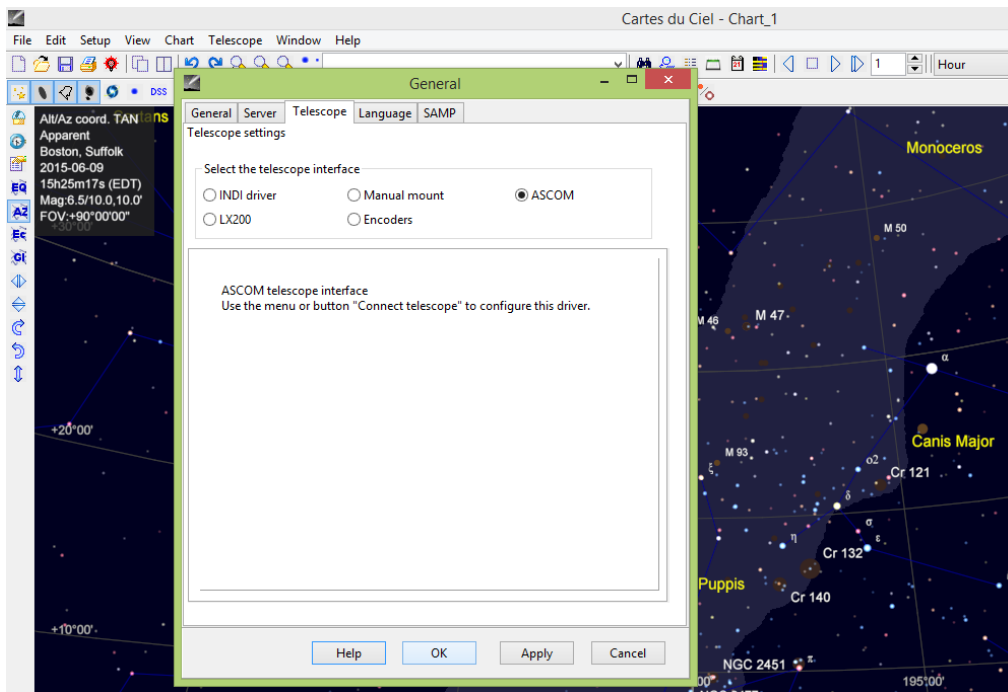 Cartes du Ciel - Chart_1
File Edit Setup View Chart Telescope Window Help
1 Hour
DSS
General
General Server Telescope Language SAMP
Telescope settings
Select the telescope interface
INDI driver Manual mount ASCOM
LX200 Encoders
ASCOM telescope interface
Use the menu or button "Connect telescope" to configure this driver.
Help OK Apply Cancel
Alt/Az coord. TAN
Apparent
Boston, Suffolk
2015-06-09
15h25m17s (EDT)
Mag:6.5/10.0,10.0'
FOV:+90°00'00"
+30°00'
EQ
AZ
Ec
Gl
+20°00'
+10°00'
Monoceros
M 50
M 46
M 47
α
Canis Major
M 93
ξ
ο2
Cr 121
δ
σ
η
ε
Cr 132
Puppis
Cr 140
NGC 2451
π
195°00'